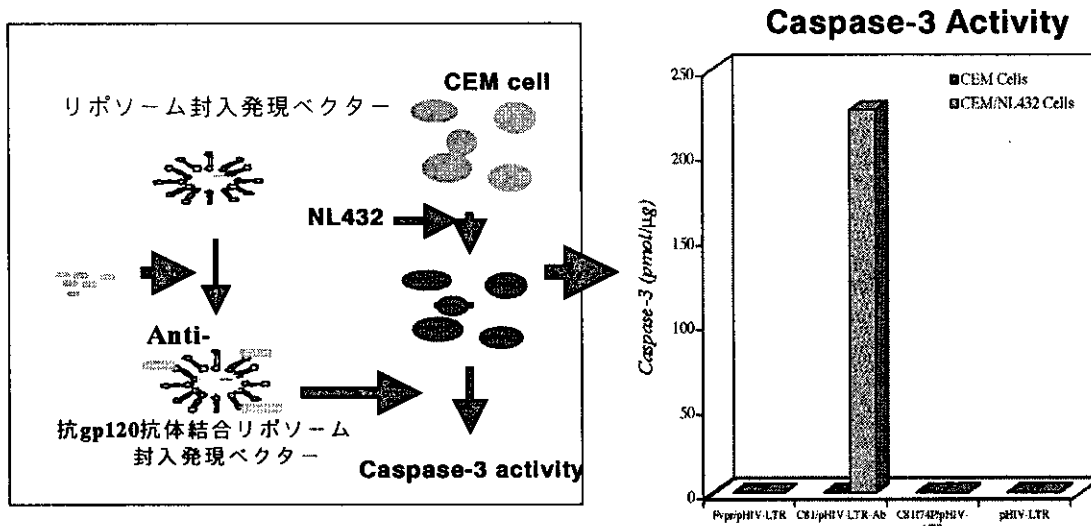 リポソーム封入発現ベクター
CEM cell
NL432
Anti-
抗gp120抗体結合リポソーム
封入発現ベクター
Caspase-3 activity
Caspase-3 Activity
CEM Cells
CEM/NL432 Cells
Caspase-3 (pmol/µg)
250
200
150
100
50
0
Fvpr/pHIV-LTR
C81/pHIV-LTR-Ab
C81I74P/pHIV-
pHIV-LTR